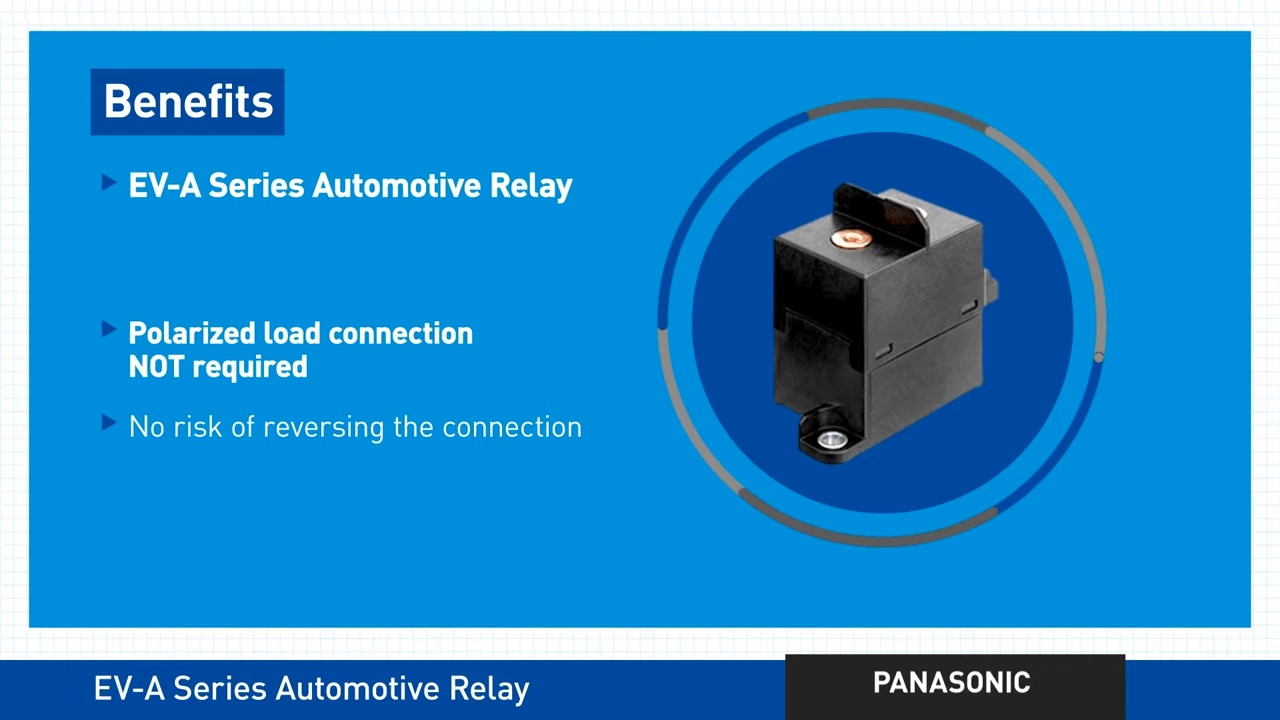 Benefits
EV-A Series Automotive Relay
Polarized load connection
NOT required
No risk of reversing the connection
EV-A Series Automotive Relay
PANASONIC